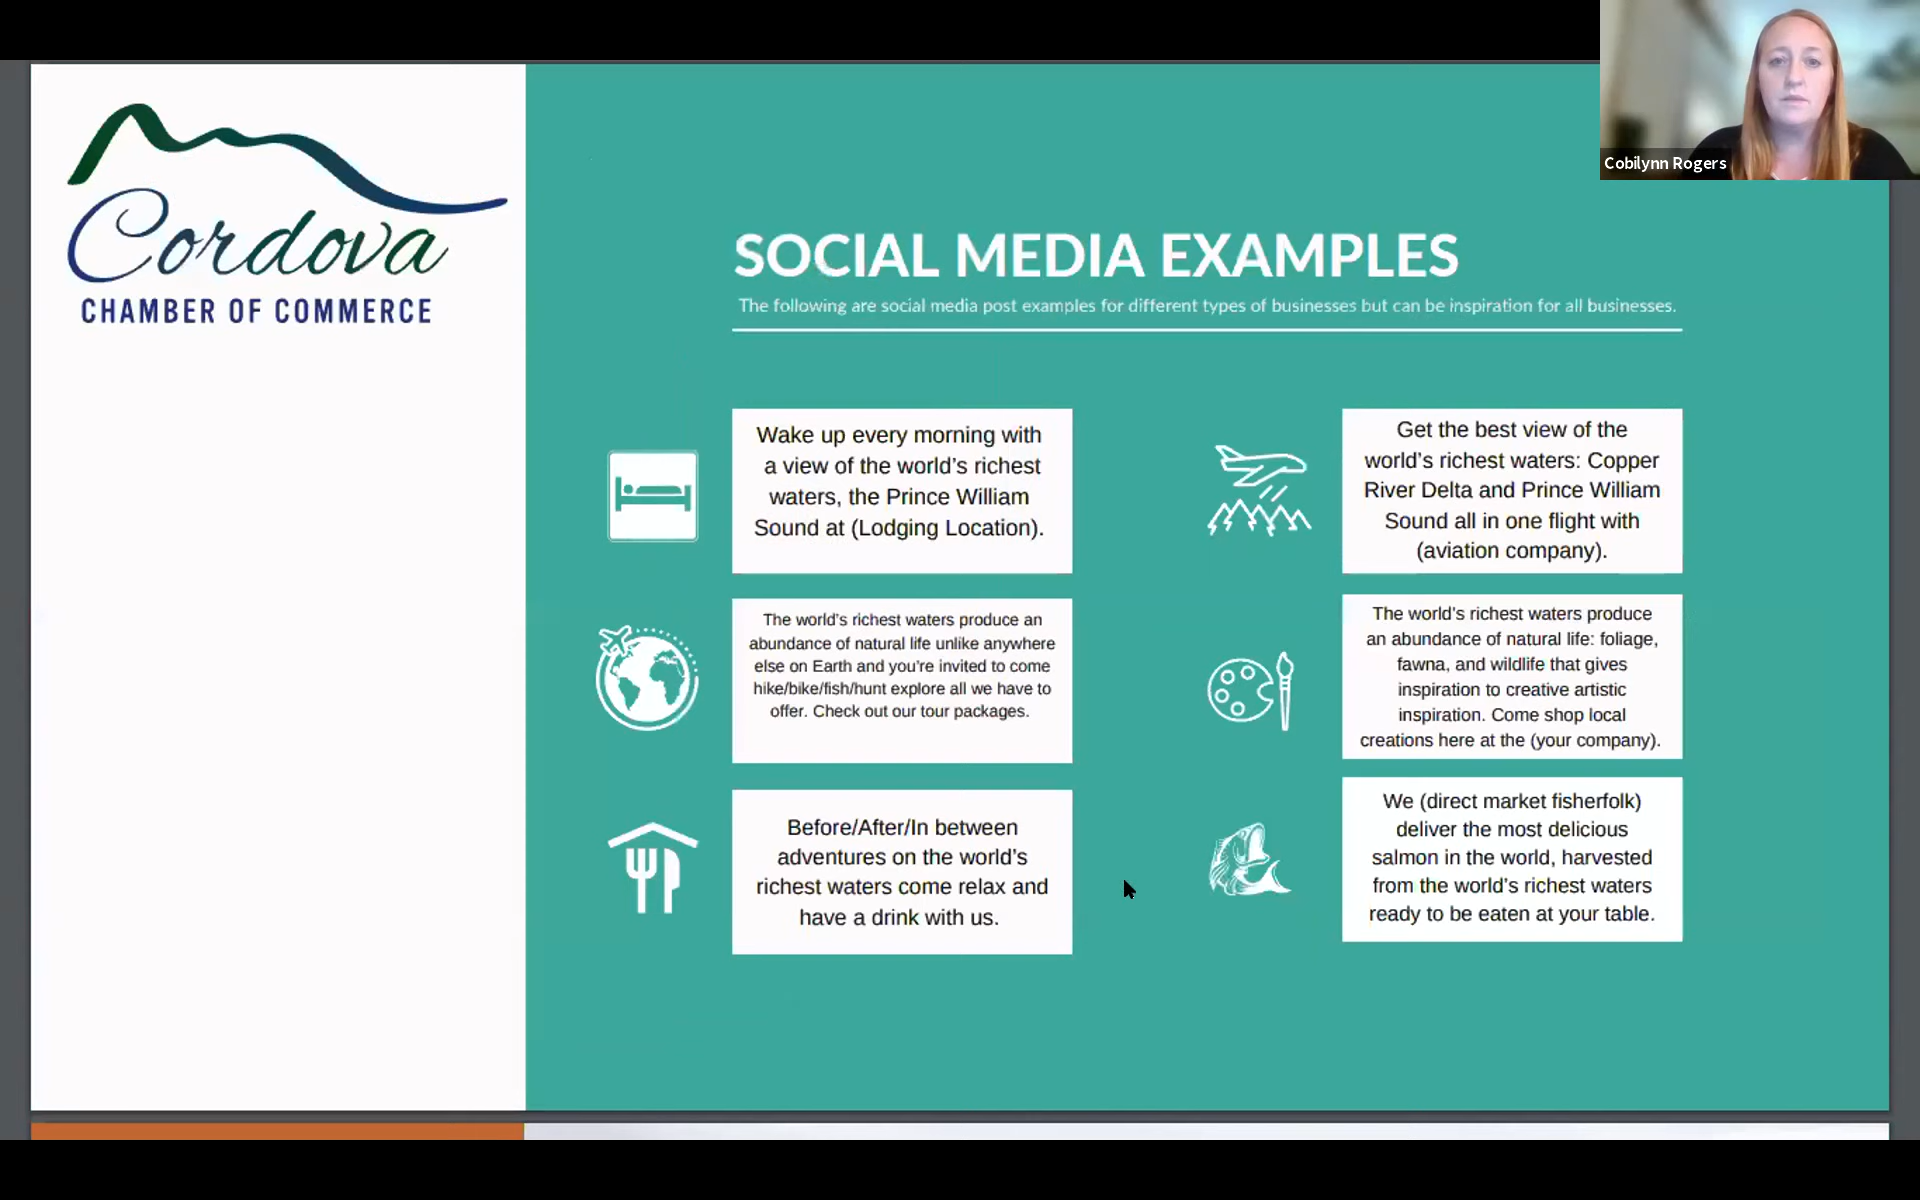 Cobilynn Rogers
Cordova
CHAMBER OF COMMERCE
SOCIAL MEDIA EXAMPLES
The following are social media post examples for different types of businesses but can be inspiration for all businesses.
Wake up every morning with
a view of the world's richest
waters, the Prince William
Sound at (Lodging Location).
Get the best view of the
world's richest waters: Copper
River Delta and Prince William
Sound all in one flight with
(aviation company).
The world's richest waters produce an
abundance of natural life unlike anywhere
else on Earth and you're invited to come
hike/bike/fish/hunt explore all we have to
offer. Check out our tour packages.
The world's richest waters produce
an abundance of natural life: foliage,
fawna, and wildlife that gives
inspiration to creative artistic
inspiration. Come shop local
creations here at the (your company).
Before/After/In between
adventures on the world's
richest waters come relax and
have a drink with us.
We (direct market fisherfolk)
deliver the most delicious
salmon in the world, harvested
from the world's richest waters
ready to be eaten at your table.